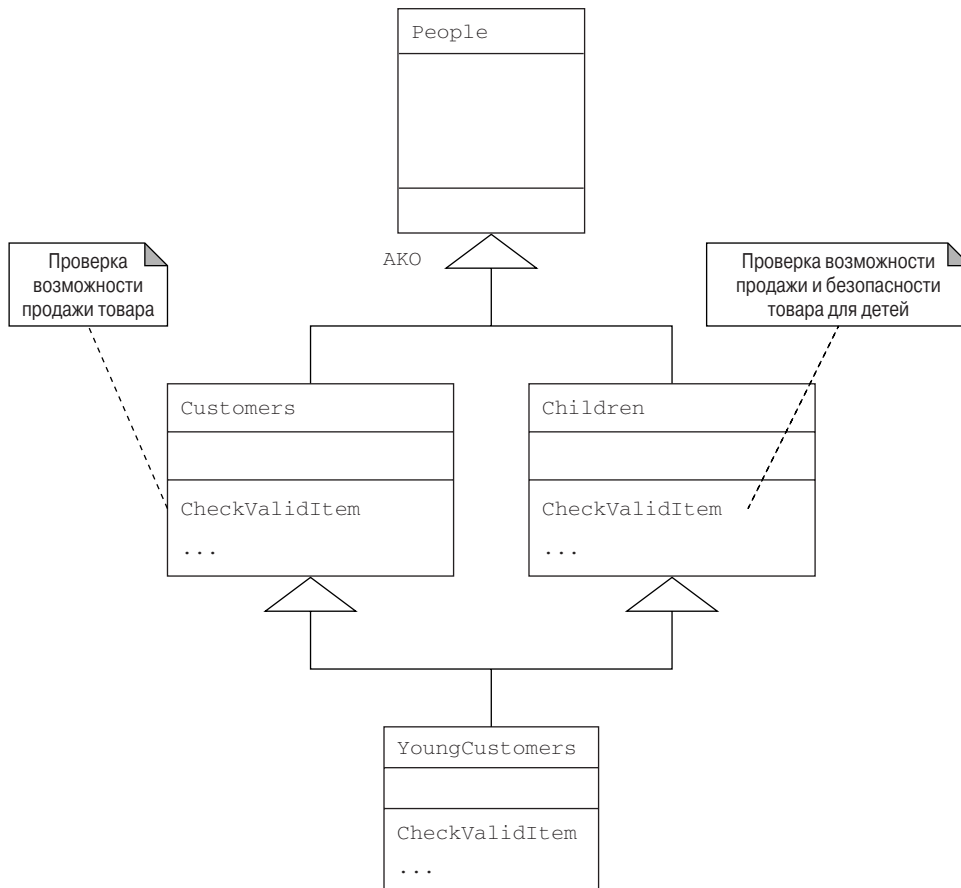 People
AKO
Проверка
возможности
продажи товара
Проверка возможности
продажи и безопасности
товара для детей
Customers
CheckValidItem
...
Children
CheckValidItem
...
YoungCustomers
CheckValidItem
...